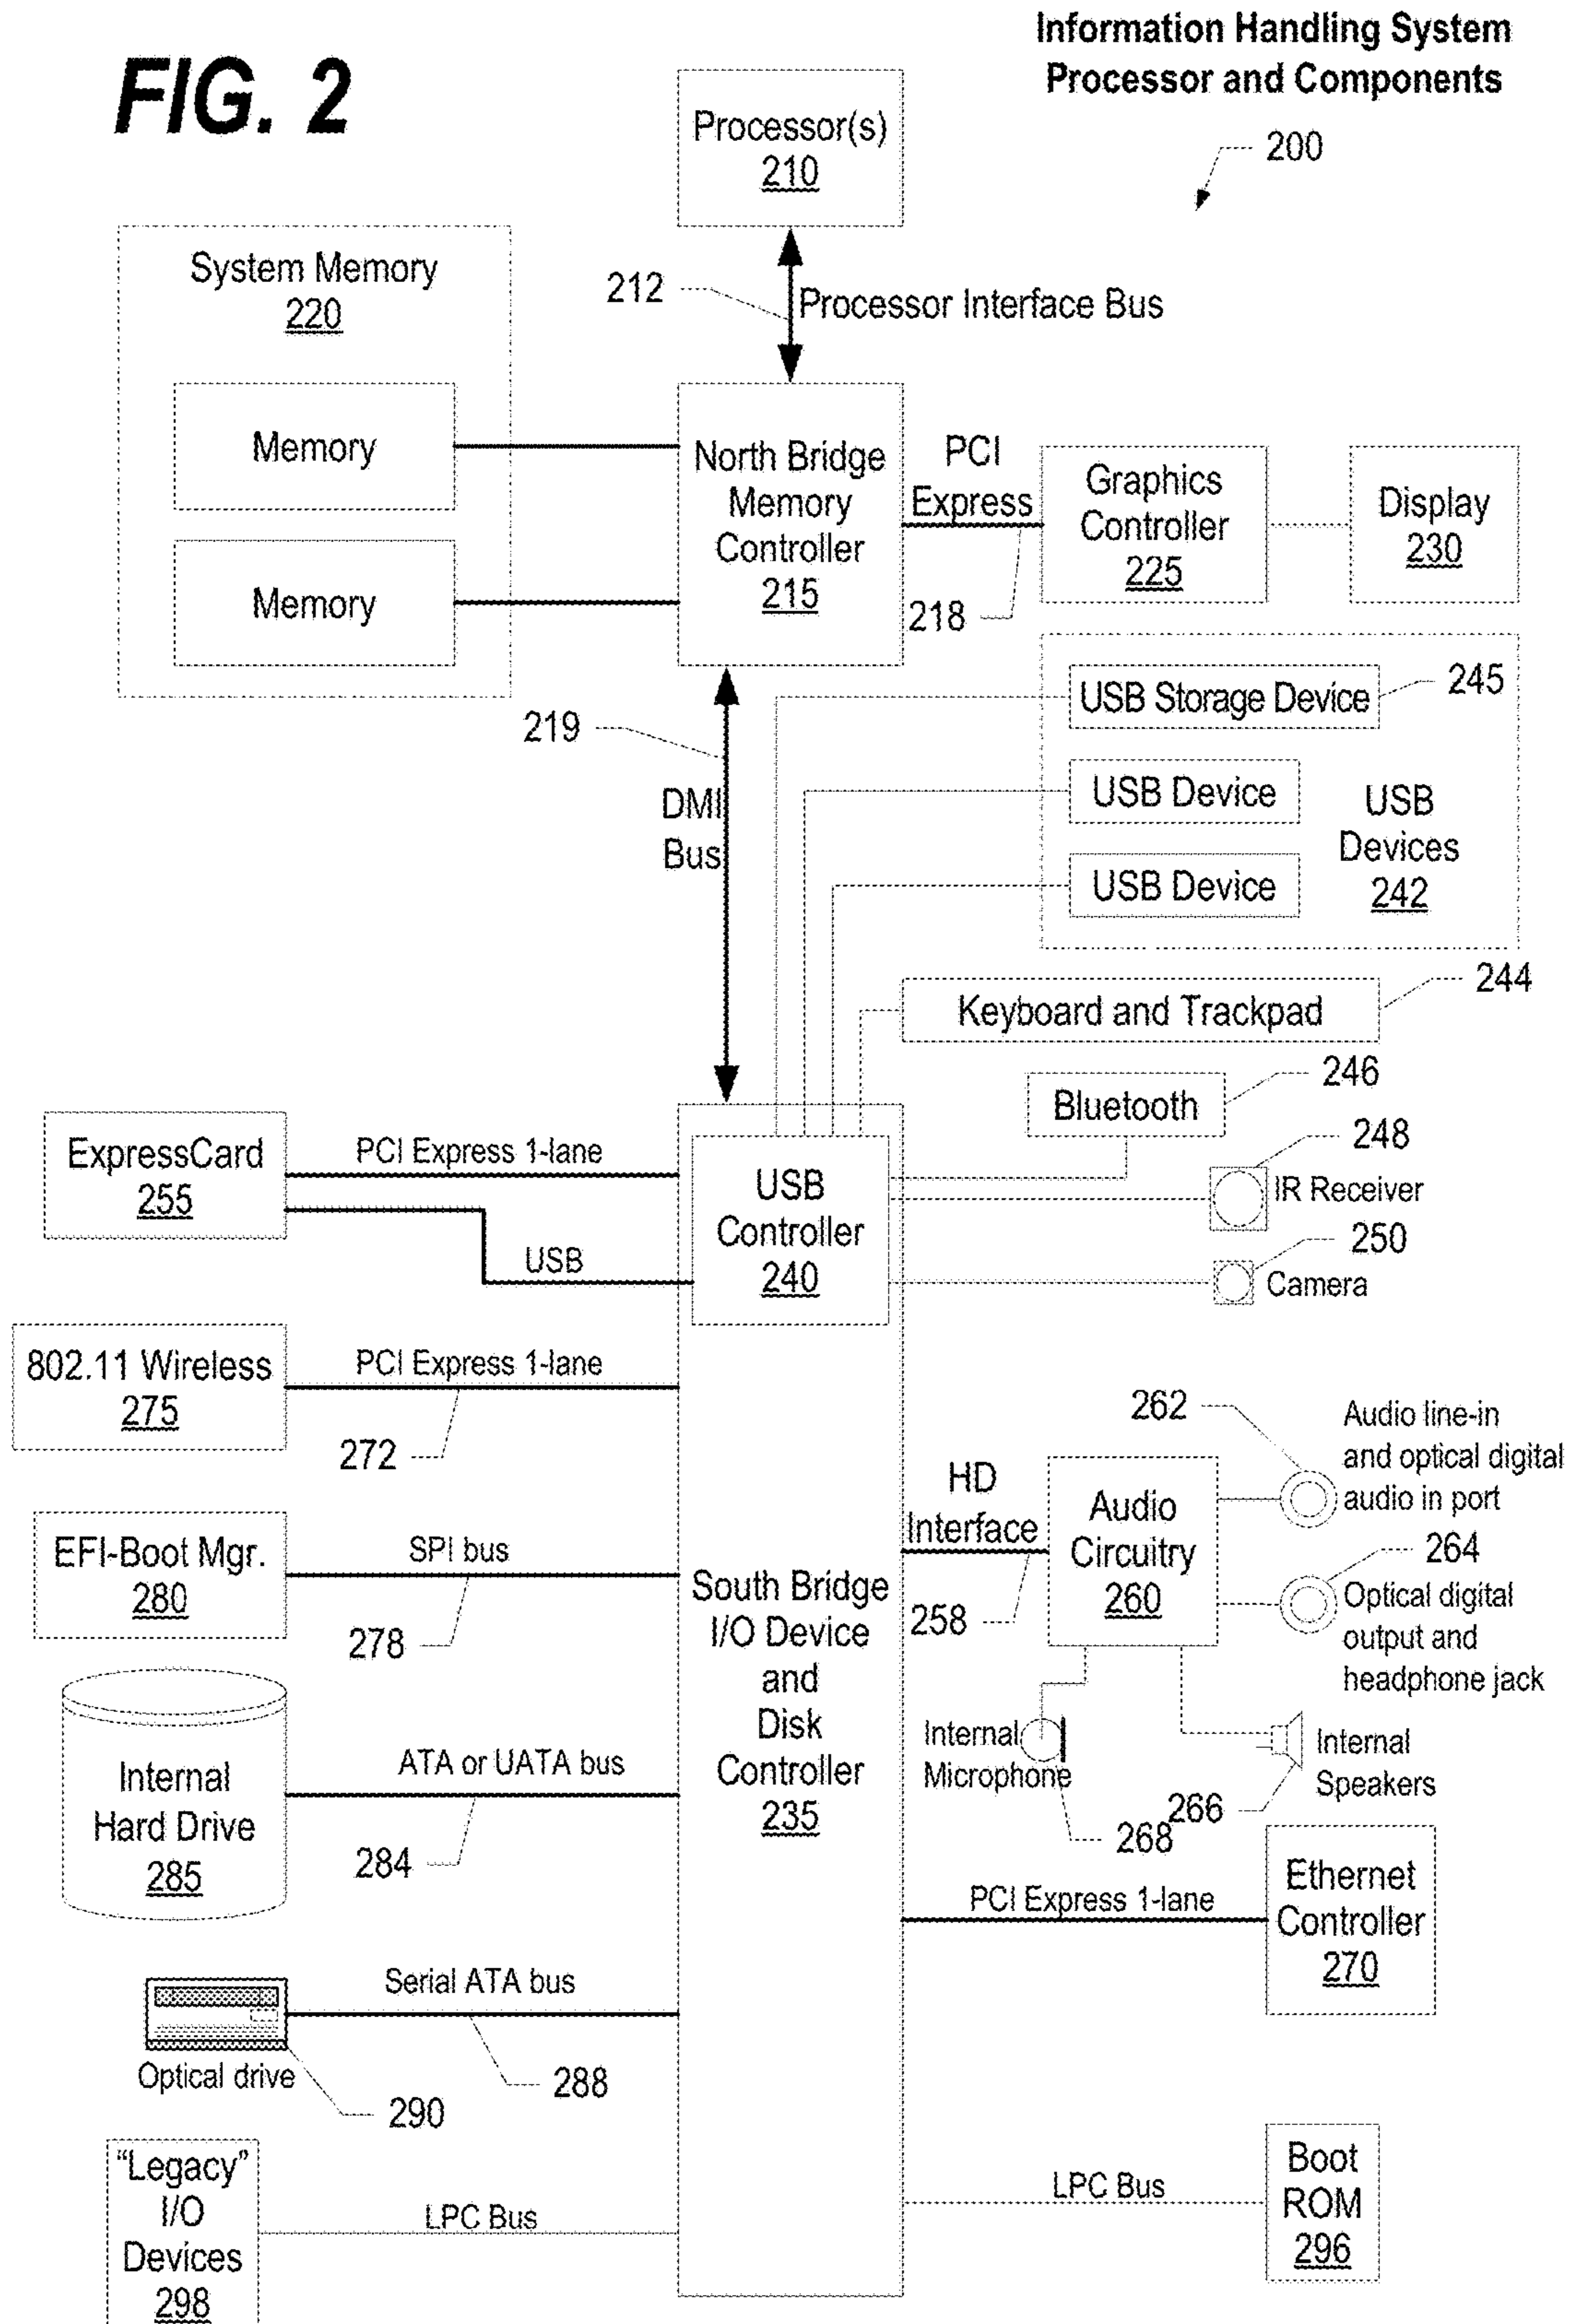 FIG. 2
Information Handling System
Processor and Components
200
Processor(s)
210
212
Processor Interface Bus
System Memory
220
Memory
Memory
North Bridge
Memory
Controller
215
PCI
Express
218
Graphics
Controller
225
Display
230
219
DMI
Bus
USB Storage Device
245
USB Device
USB Device
USB
Devices
242
Keyboard and Trackpad
244
Bluetooth
246
248
IR Receiver
250
Camera
ExpressCard
255
PCI Express 1-lane
USB
USB
Controller
240
802.11 Wireless
275
PCI Express 1-lane
272
EFI-Boot Mgr.
280
SPI bus
278
South Bridge
I/O Device
and
Disk
Controller
235
HD
Interface
258
Audio
Circuitry
260
262
Audio line-in
and optical digital
audio in port
264
Optical digital
output and
headphone jack
Internal
Microphone
268
266
Internal
Speakers
Internal
Hard Drive
285
ATA or UATA bus
284
PCI Express 1-lane
Ethernet
Controller
270
Serial ATA bus
288
Optical drive
290
"Legacy"
I/O
Devices
298
LPC Bus
LPC Bus
Boot
ROM
296